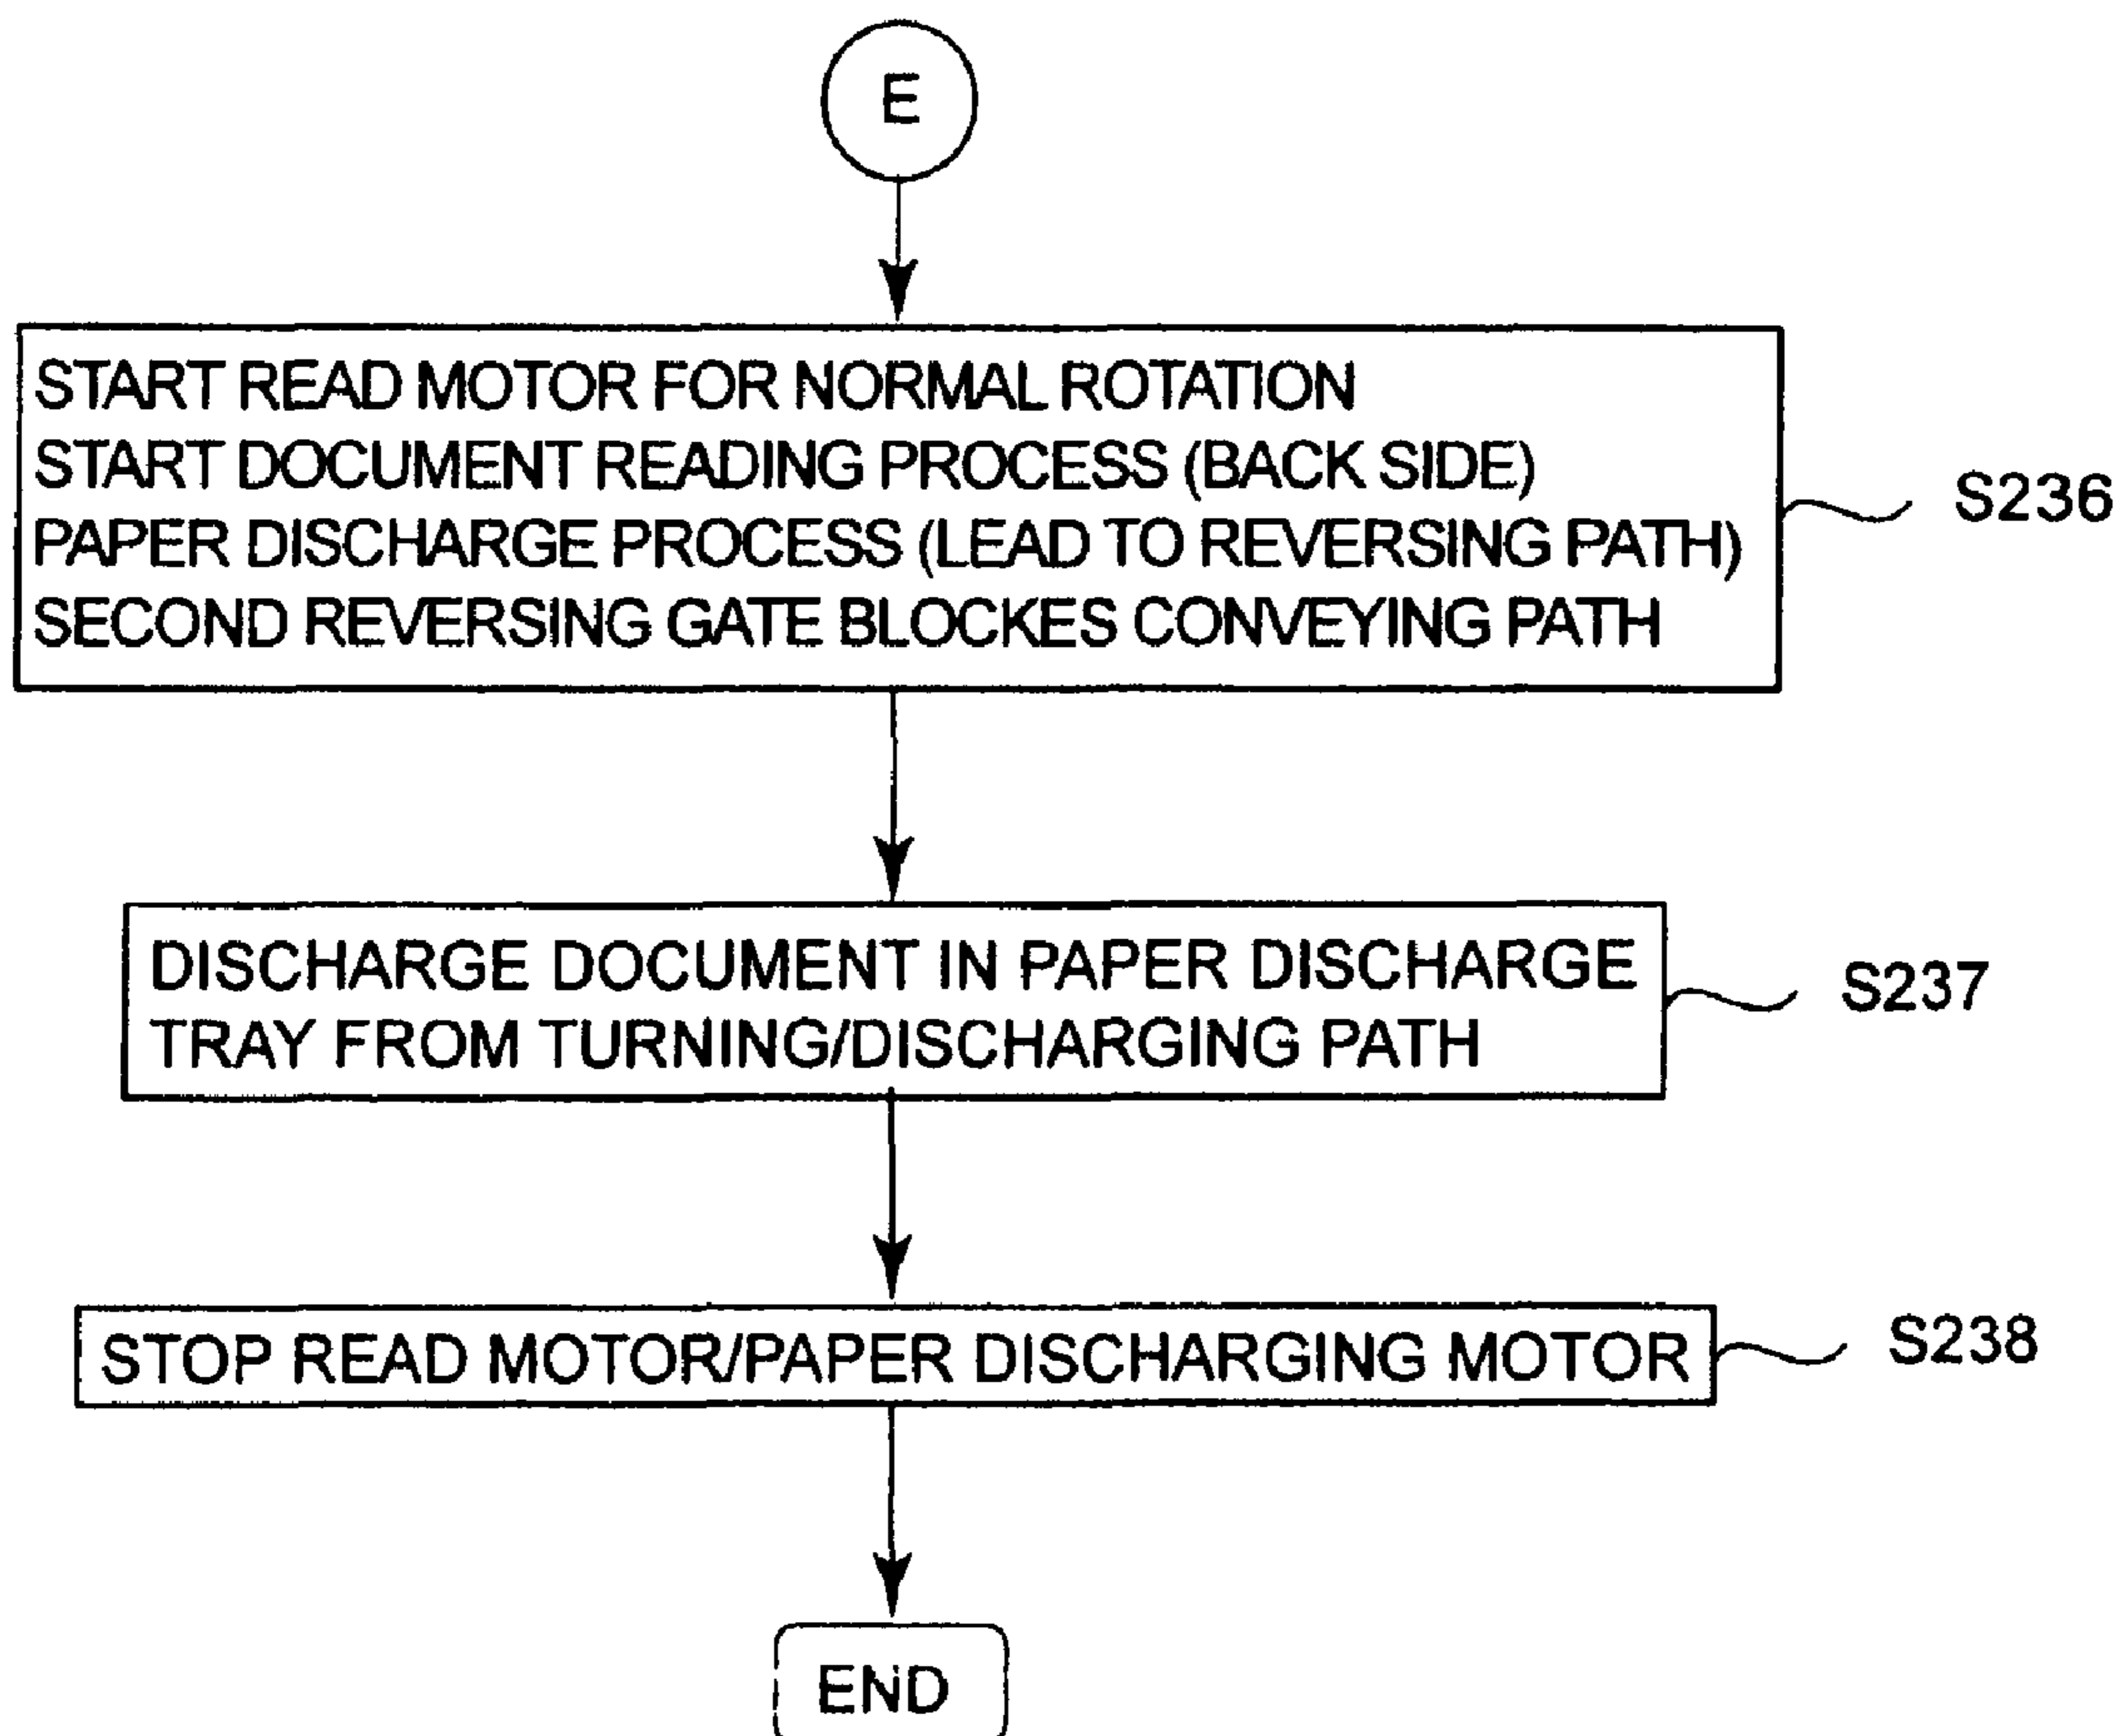 E
START READ MOTOR FOR NORMAL ROTATION
START DOCUMENT READING PROCESS (BACK SIDE)
PAPER DISCHARGE PROCESS (LEAD TO REVERSING PATH)
SECOND REVERSING GATE BLOCKES CONVEYING PATH
S236
DISCHARGE DOCUMENT IN PAPER DISCHARGE
TRAY FROM TURNING/DISCHARGING PATH
S237
STOP READ MOTOR/PAPER DISCHARGING MOTOR
S238
END